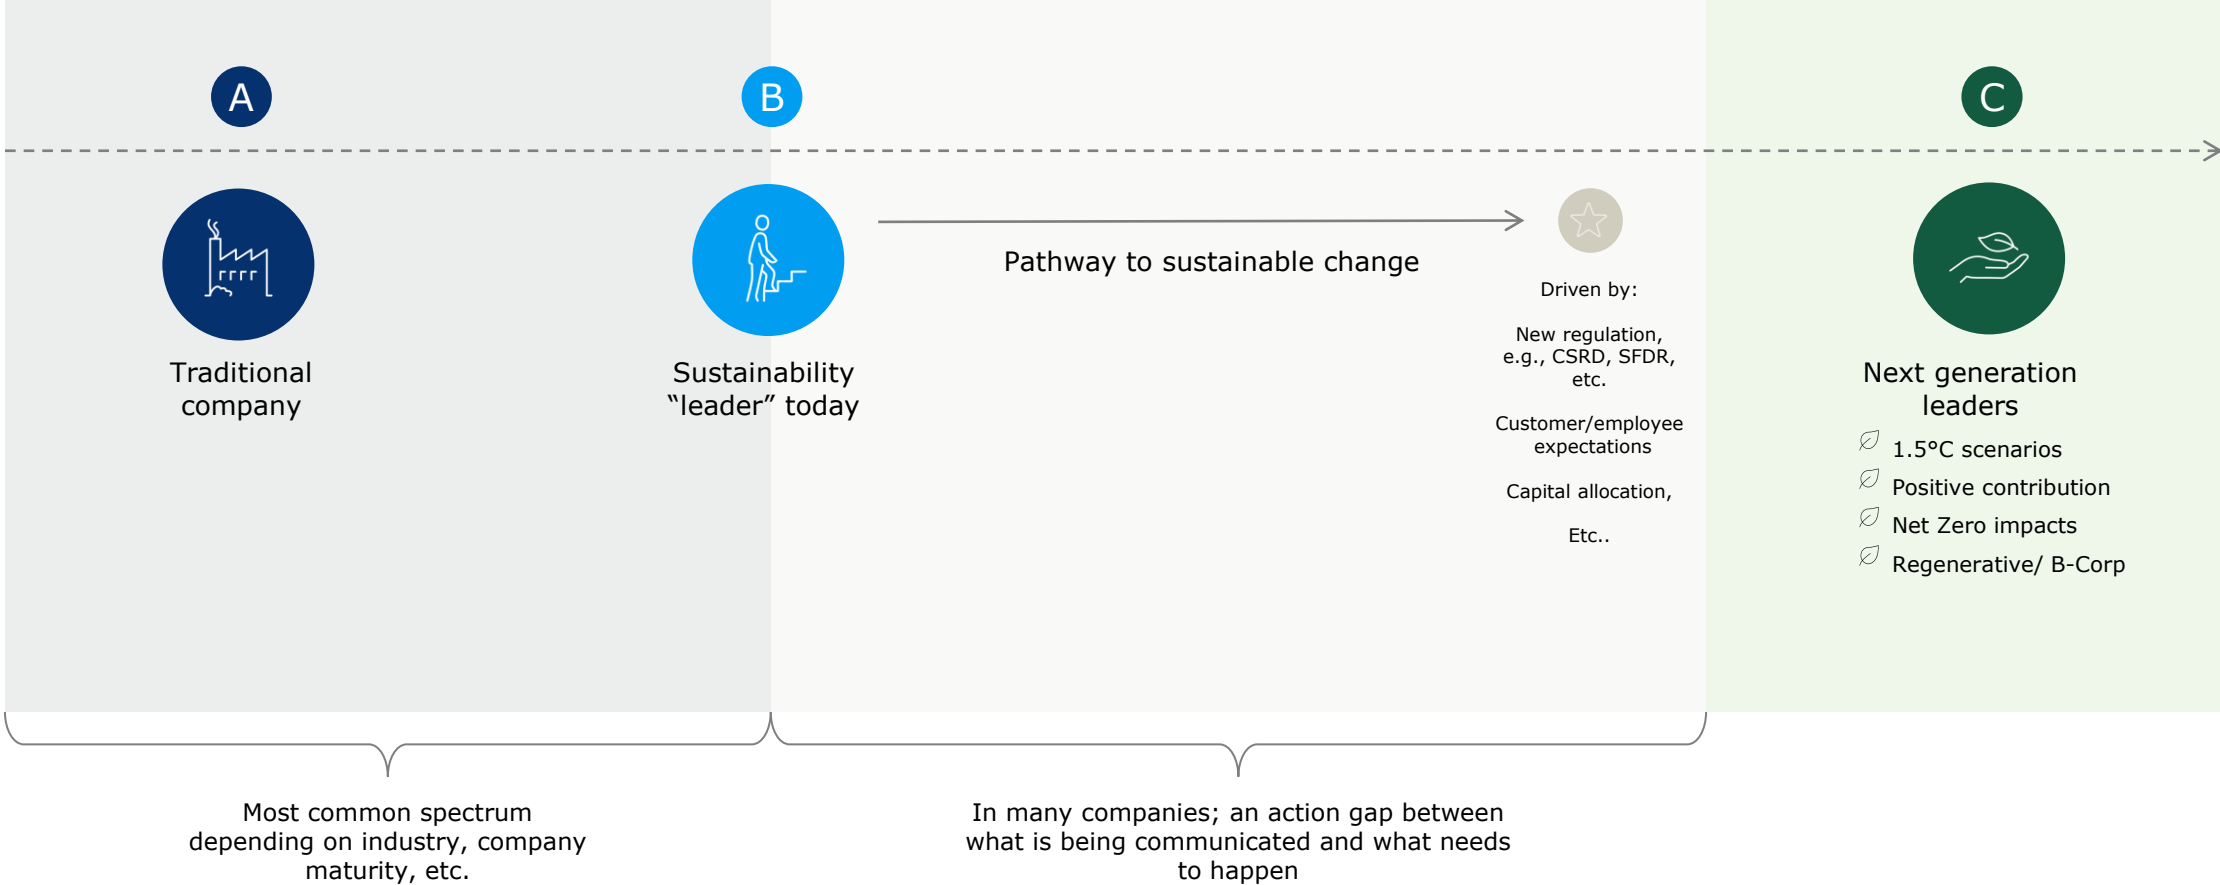 A
B
C
Traditional
company
Sustainability
“leader” today
Pathway to sustainable change
Driven by:
New regulation,
e.g., CSRD, SFDR,
etc.
Customer/employee
expectations
Capital allocation,
Etc..
Next generation
leaders
1.5°C scenarios
Positive contribution
Net Zero impacts
Regenerative/ B-Corp
Most common spectrum
depending on industry, company
maturity, etc.
In many companies; an action gap between
what is being communicated and what needs
to happen